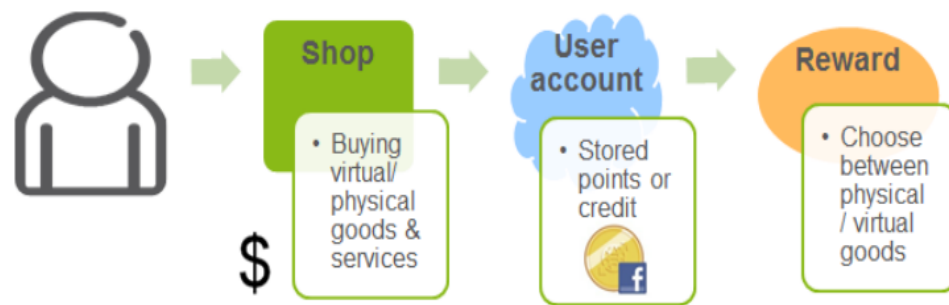 Shop
• Buying
virtual/
physical
goods &
services
$
User
account
• Stored
points or
credit
f
Reward
• Choose
between
physical
/ virtual
goods